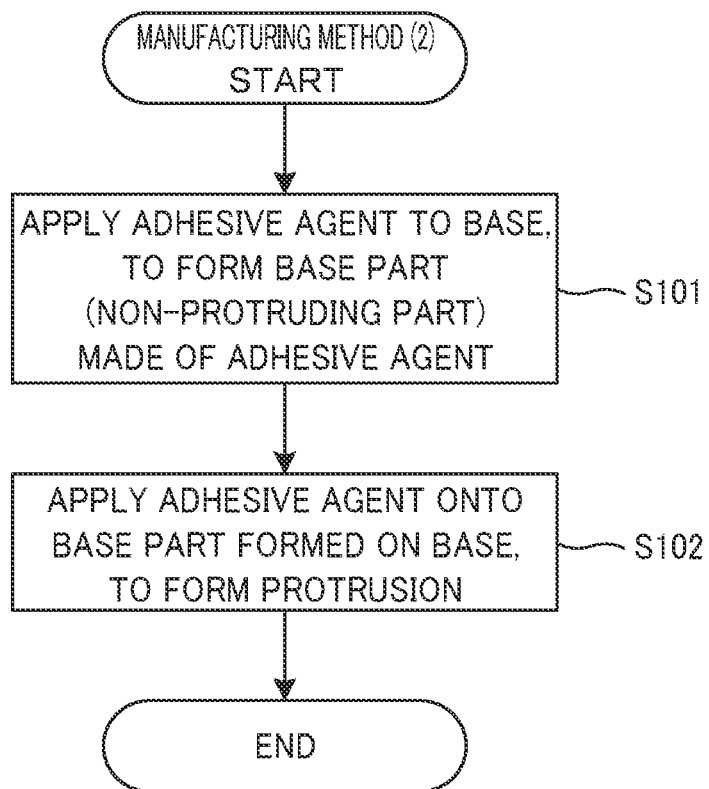 MANUFACTURING METHOD (2)
START
APPLY ADHESIVE AGENT TO BASE,
TO FORM BASE PART
(NON-PROTRUDING PART)
MADE OF ADHESIVE AGENT
S101
APPLY ADHESIVE AGENT ONTO
BASE PART FORMED ON BASE,
TO FORM PROTRUSION
S102
END